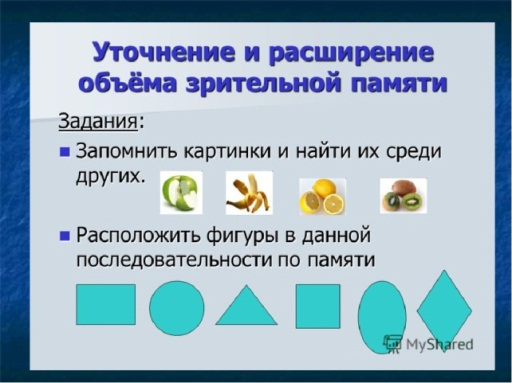 Уточнение и расширение
объёма зрительной памяти
Задания:
Запомнить картинки и найти их среди
других.
Расположить фигуры в данной
последовательности по памяти
MyShared